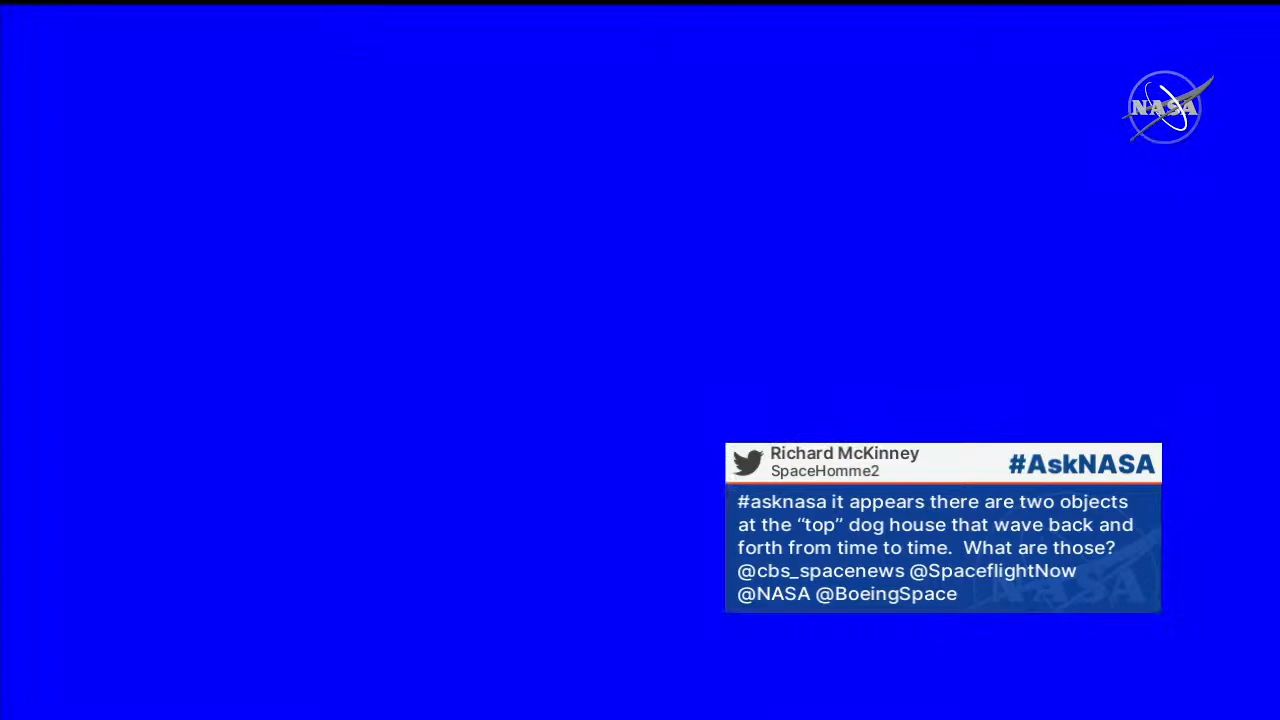 NASA
Richard McKinney
SpaceHomme2
#AskNASA
#asknasa it appears there are two objects
at the “top” dog house that wave back and
forth from time to time.  What are those?
@cbs_spacenews @SpaceflightNow
@NASA @BoeingSpace